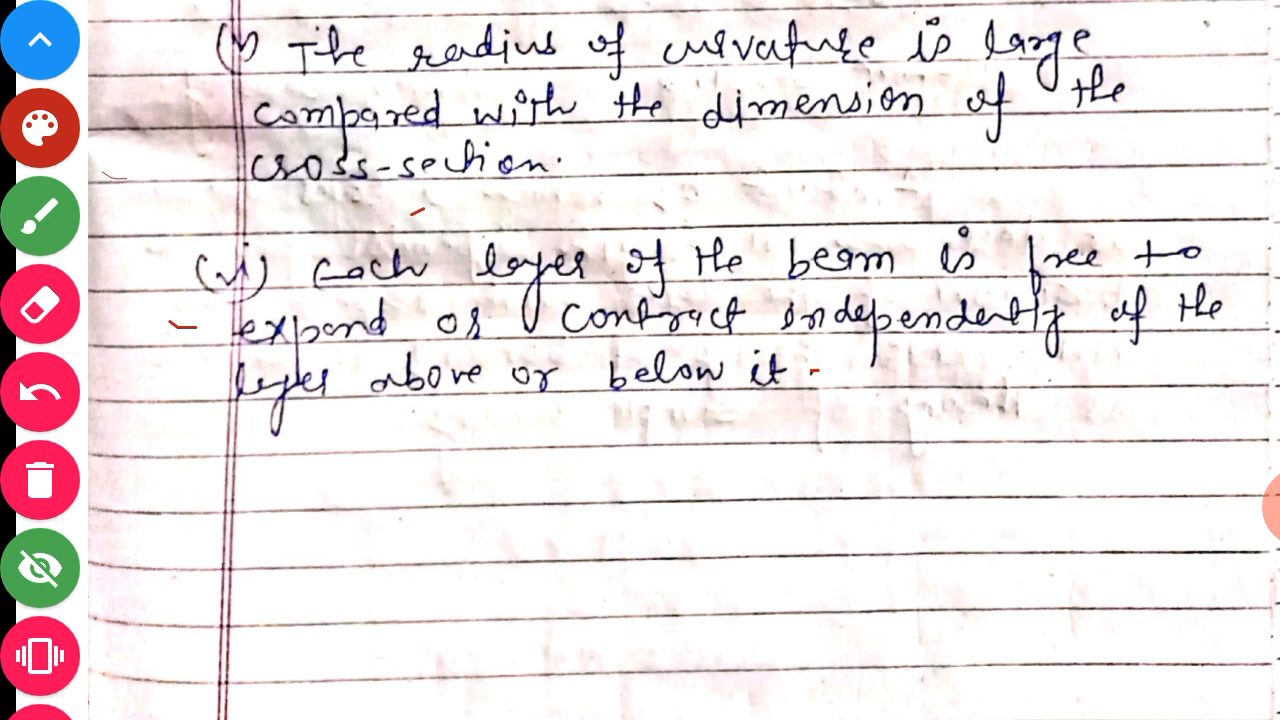 (v) The radius of curvature is large
compared with the dimension of the
cross-section.
(vi) Each layer of the beam is free to
expand or contract independently of the
layer above or below it.